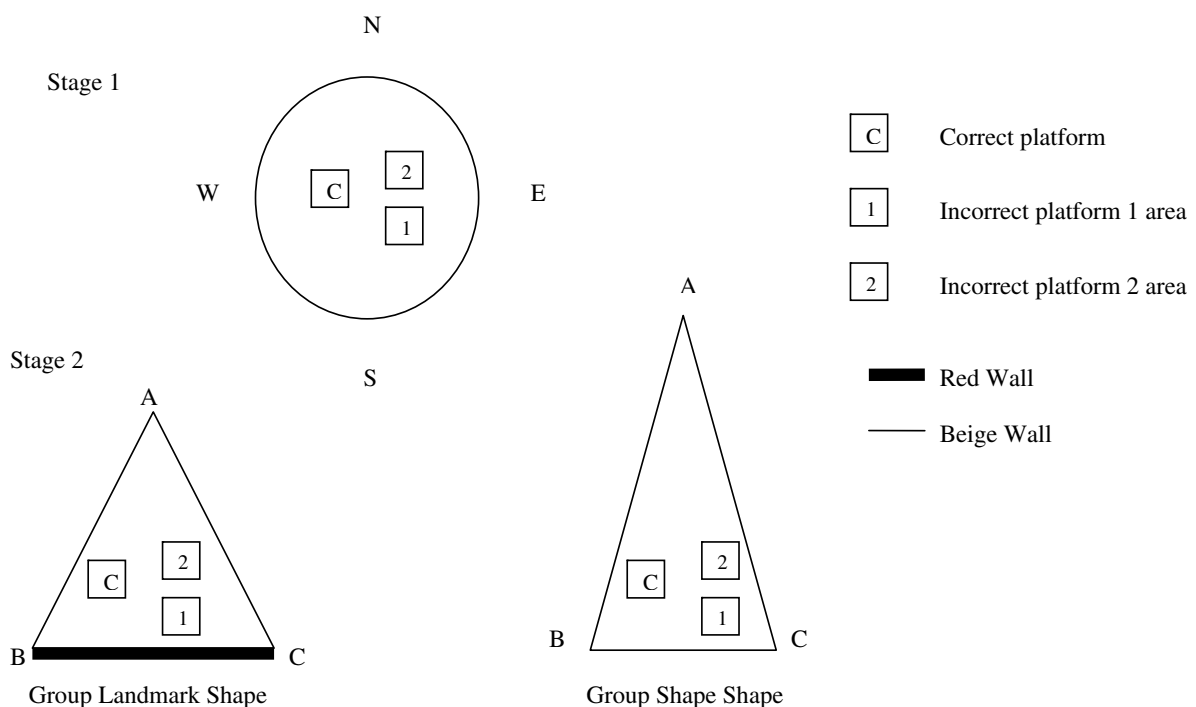 N
Stage 1
C Correct platform
2
W C E
1
1 Incorrect platform 1 area
2 Incorrect platform 2 area
A
Stage 2
S
Red Wall
A
Beige Wall
2 2
C C
1 1
B C B C
Group Landmark Shape Group Shape Shape